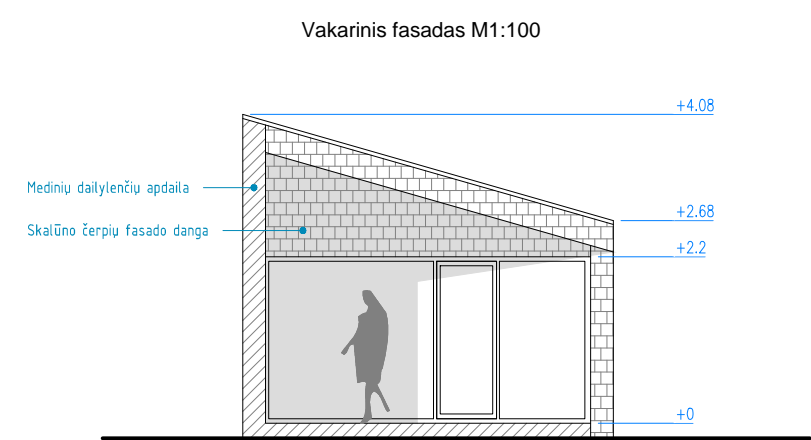 Vakarinis fasadas M1:100
+4.08
Medinių dailylenčių apdaila
+2.68
Skalūno čerpių fasado danga
+2.2
+0